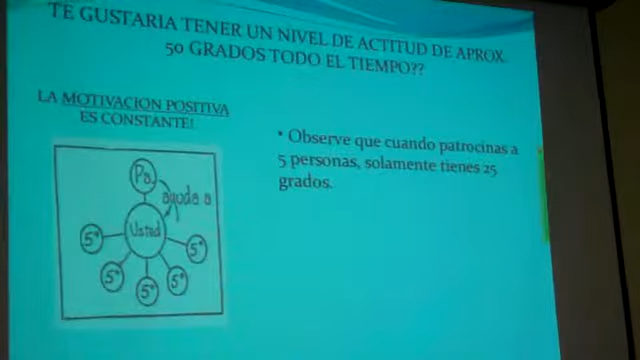 TE GUSTARIA TENER UN NIVEL DE ACTITUD DE APROX.
50 GRADOS TODO EL TIEMPO??
LA MOTIVACION POSITIVA
ES CONSTANTE!
• Observe que cuando patrocinas a
5 personas, solamente tienes 25
grados.
Pa.
ayuda a
Usted
5°
5°
5°
5°
5°